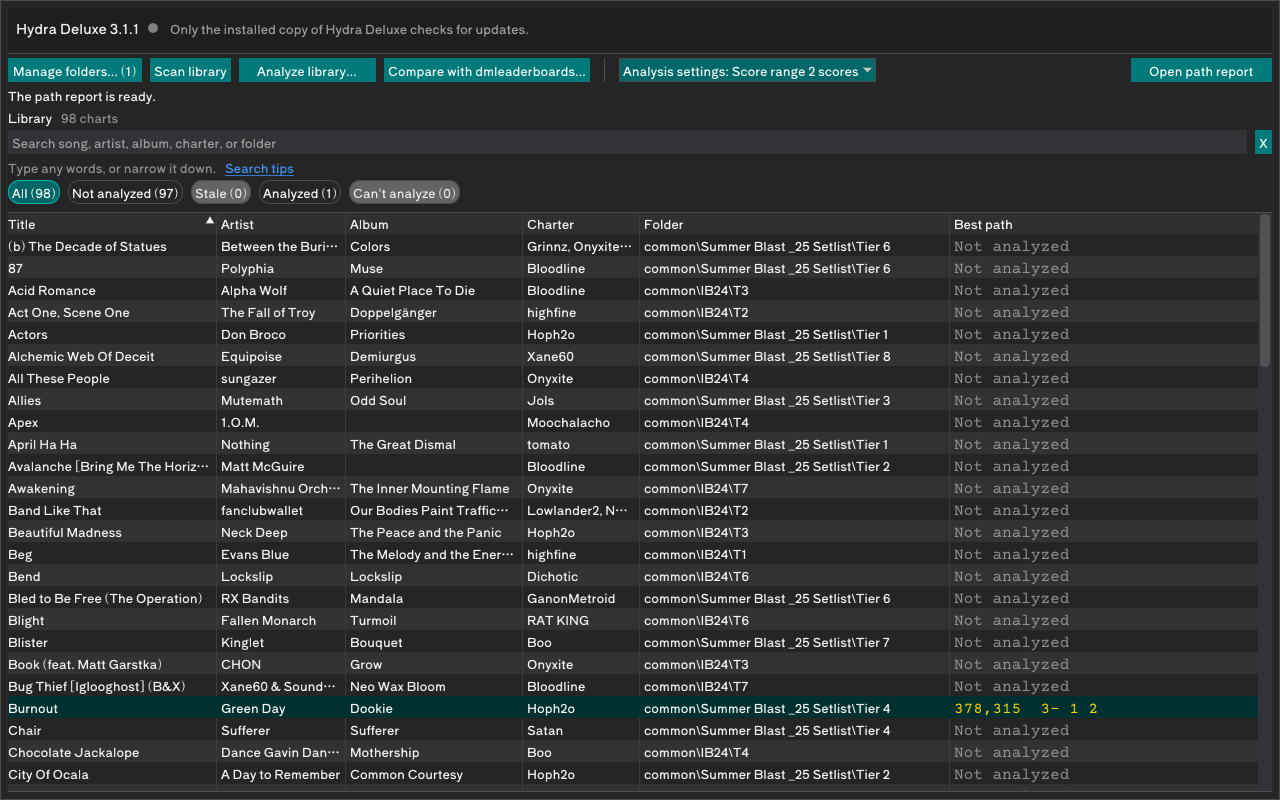 Hydra Deluxe 3.1.1 Only the installed copy of Hydra Deluxe checks for updates.
Manage folders... (1) Scan library Analyze library... Compare with dmleaderboards... Analysis settings: Score range 2 scores Open path report
The path report is ready.
Library 98 charts
Search song, artist, album, charter, or folder X
Type any words, or narrow it down. Search tips
All (98) Not analyzed (97) Stale (0) Analyzed (1) Can't analyze (0)
Title Artist Album Charter Folder Best path
(b) The Decade of Statues Between the Buri··· Colors Grinnz, Onyxite··· common\Summer Blast _25 Setlist\Tier 6 Not analyzed
87 Polyphia Muse Bloodline common\Summer Blast _25 Setlist\Tier 6 Not analyzed
Acid Romance Alpha Wolf A Quiet Place To Die Bloodline common\IB24\T3 Not analyzed
Act One, Scene One The Fall of Troy Doppelgänger highfine common\IB24\T2 Not analyzed
Actors Don Broco Priorities Hoph2o common\Summer Blast _25 Setlist\Tier 1 Not analyzed
Alchemic Web Of Deceit Equipoise Demiurgus Xane60 common\Summer Blast _25 Setlist\Tier 8 Not analyzed
All These People sungazer Perihelion Onyxite common\IB24\T4 Not analyzed
Allies Mutemath Odd Soul Jols common\Summer Blast _25 Setlist\Tier 3 Not analyzed
Apex 1.O.M. Moochalacho common\IB24\T4 Not analyzed
April Ha Ha Nothing The Great Dismal tomato common\Summer Blast _25 Setlist\Tier 1 Not analyzed
Avalanche [Bring Me The Horiz··· Matt McGuire Bloodline common\Summer Blast _25 Setlist\Tier 2 Not analyzed
Awakening Mahavishnu Orch··· The Inner Mounting Flame Onyxite common\IB24\T7 Not analyzed
Band Like That fanclubwallet Our Bodies Paint Traffic··· Lowlander2, N··· common\IB24\T2 Not analyzed
Beautiful Madness Neck Deep The Peace and the Panic Hoph2o common\IB24\T3 Not analyzed
Beg Evans Blue The Melody and the Ener··· highfine common\IB24\T1 Not analyzed
Bend Lockslip Lockslip Dichotic common\IB24\T6 Not analyzed
Bled to Be Free (The Operation) RX Bandits Mandala GanonMetroid common\Summer Blast _25 Setlist\Tier 6 Not analyzed
Blight Fallen Monarch Turmoil RAT KING common\IB24\T6 Not analyzed
Blister Kinglet Bouquet Boo common\Summer Blast _25 Setlist\Tier 7 Not analyzed
Book (feat. Matt Garstka) CHON Grow Onyxite common\IB24\T3 Not analyzed
Bug Thief [Iglooghost] (B&X) Xane60 & Sound··· Neo Wax Bloom Bloodline common\IB24\T7 Not analyzed
Burnout Green Day Dookie Hoph2o common\Summer Blast _25 Setlist\Tier 4 378,315 3- 1 2
Chair Sufferer Sufferer Satan common\Summer Blast _25 Setlist\Tier 4 Not analyzed
Chocolate Jackalope Dance Gavin Dan··· Mothership Boo common\IB24\T4 Not analyzed
City Of Ocala A Day to Remember Common Courtesy Hoph2o common\Summer Blast _25 Setlist\Tier 2 Not analyzed